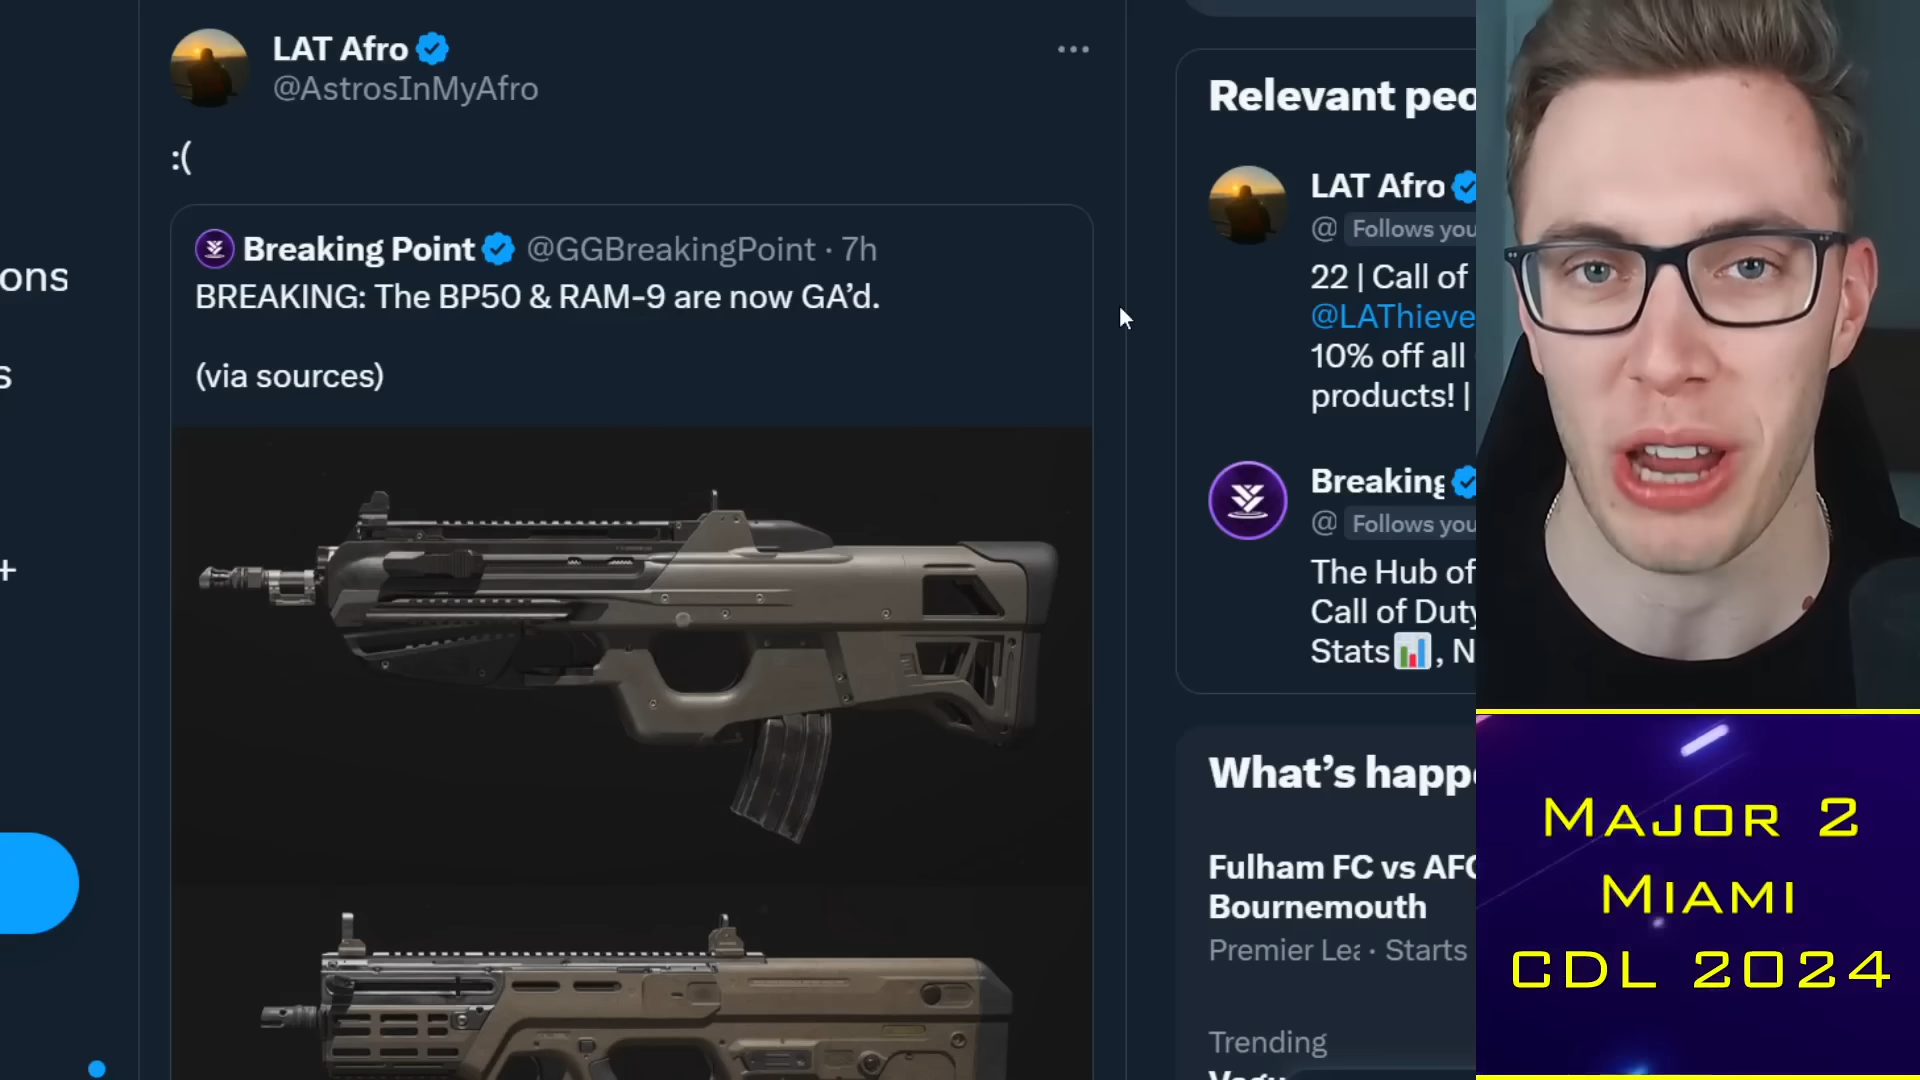 LAT Afro
@AstrosInMyAfro
:(
Breaking Point @GGBreakingPoint · 7h
BREAKING: The BP50 & RAM-9 are now GA’d.
(via sources)
ons
s
+
Relevant peo
LAT Afro
@ Follows you
22 | Call of
@LAThieve
10% off all
products! |
Breaking
@ Follows you
The Hub of
Call of Duty
Stats📊, N
What’s happe
Fulham FC vs AFC
Bournemouth
Premier Lea · Starts
Trending
MAJOR 2
MIAMI
CDL 2024